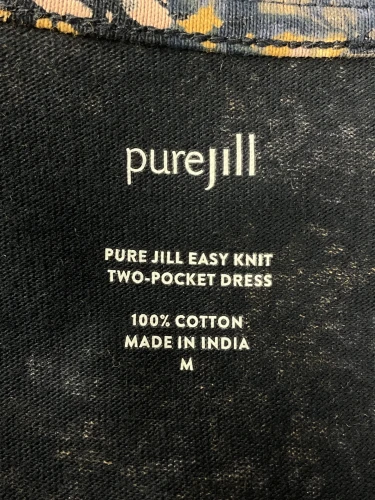 purejill
PURE JILL EASY KNIT
TWO-POCKET DRESS
100% COTTON
MADE IN INDIA
M